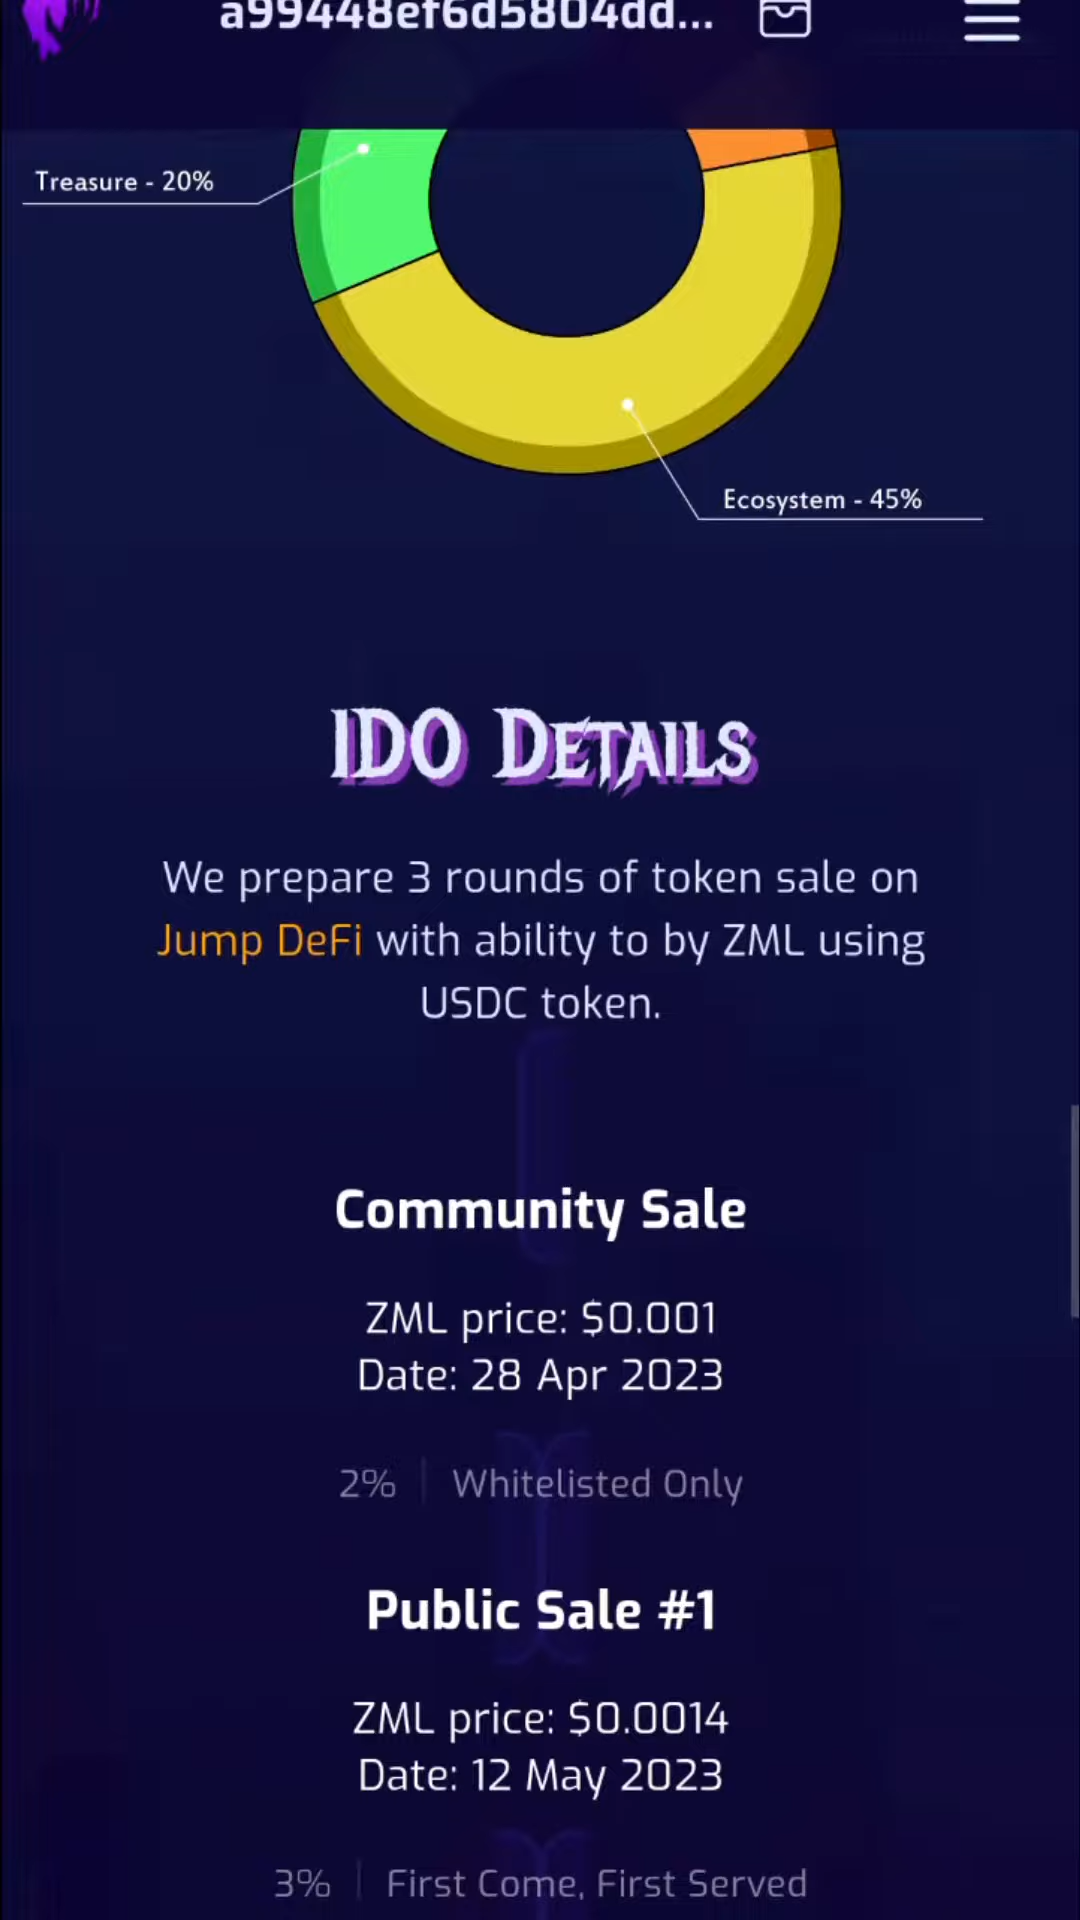 a99448ef6d5804dd...
Treasure - 20%
Ecosystem - 45%
IDO DETAILS
We prepare 3 rounds of token sale on
Jump DeFi with ability to by ZML using
USDC token.
Community Sale
ZML price: $0.001
Date: 28 Apr 2023
2% | Whitelisted Only
Public Sale #1
ZML price: $0.0014
Date: 12 May 2023
3% | First Come, First Served